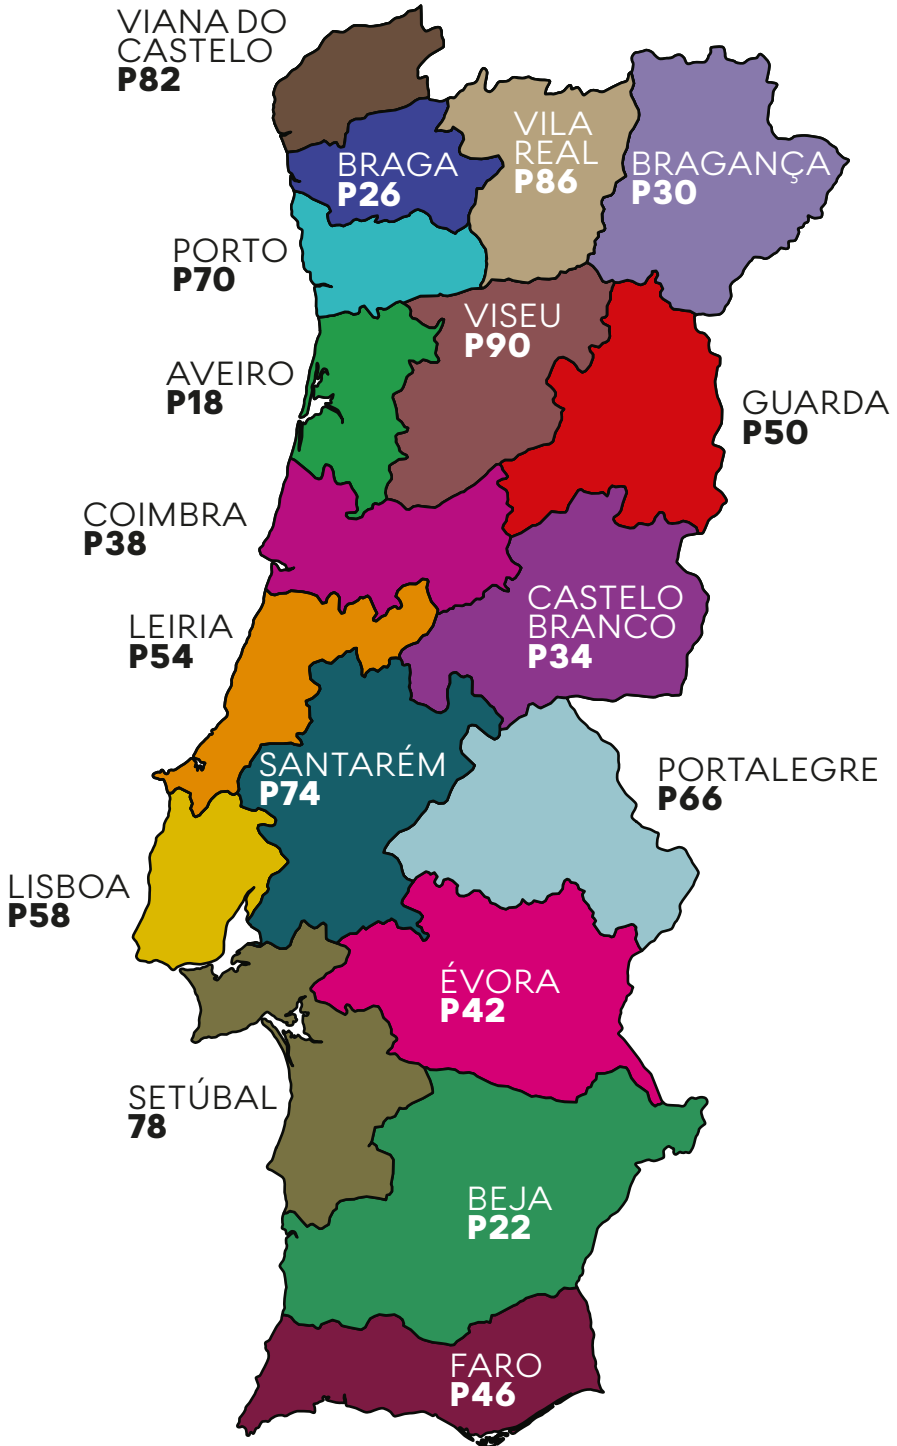 VIANA DO
CASTELO
P82
BRAGA
P26
VILA
REAL
P86
BRAGANÇA
P30
PORTO
P70
VISEU
P90
AVEIRO
P18
GUARDA
P50
COIMBRA
P38
CASTELO
BRANCO
P34
LEIRIA
P54
SANTARÉM
P74
PORTALEGRE
P66
LISBOA
P58
ÉVORA
P42
SETÚBAL
78
BEJA
P22
FARO
P46